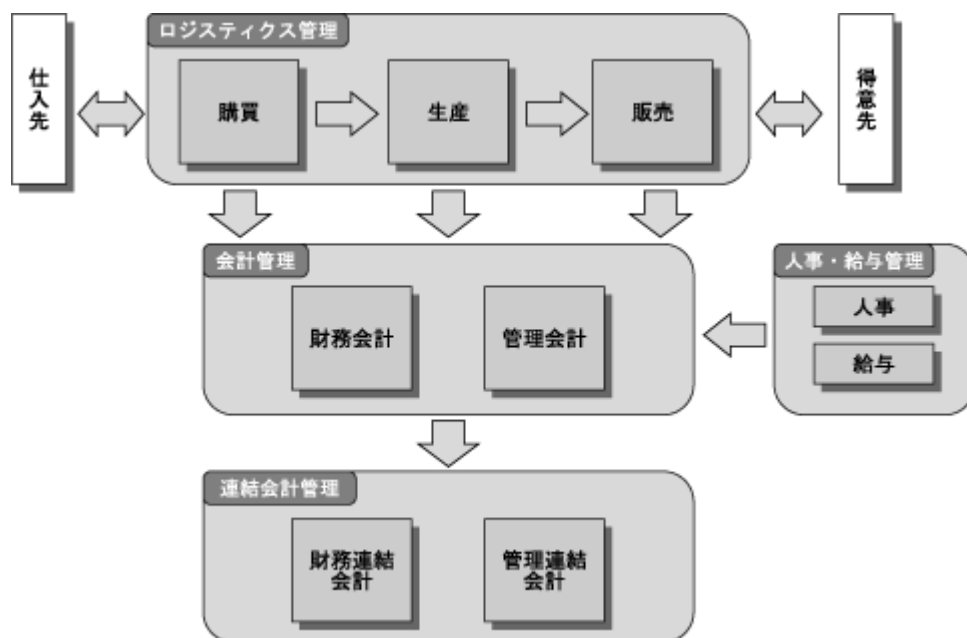 ロジスティクス管理
仕入先
購買
生産
販売
得意先
会計管理
財務会計
管理会計
人事・給与管理
人事
給与
連結会計管理
財務連結
会計
管理連結
会計